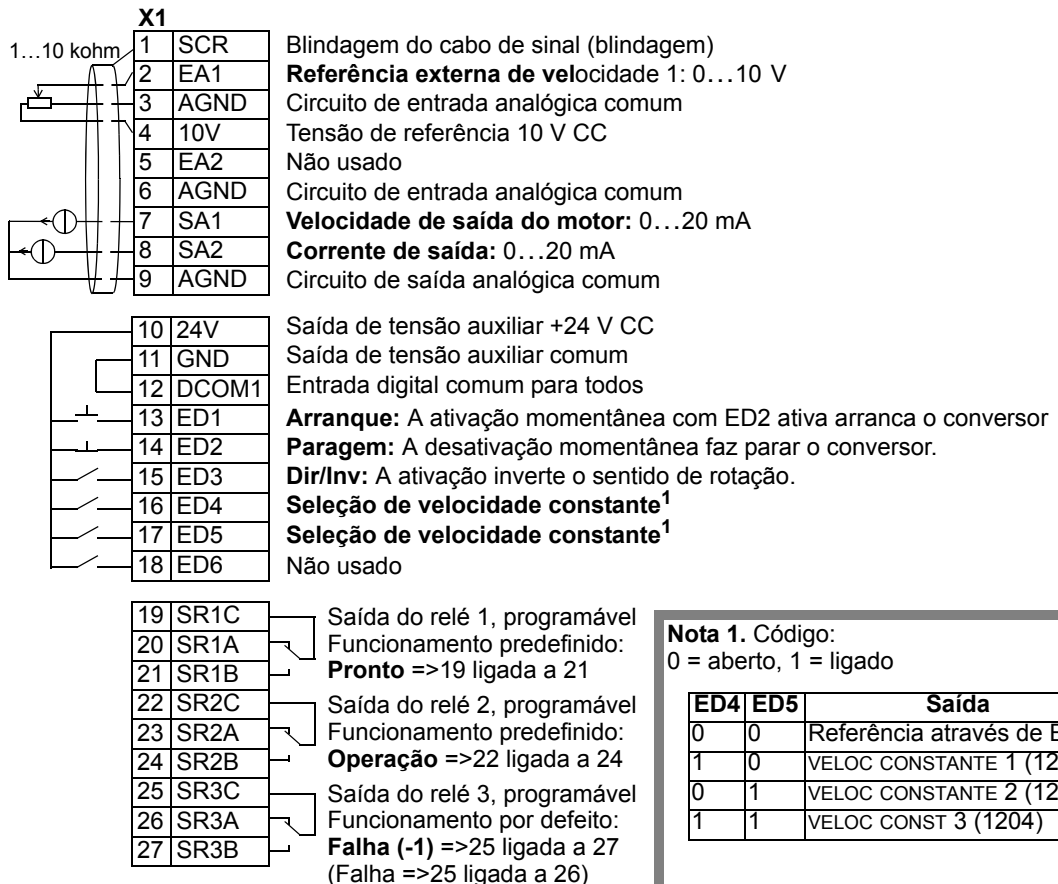 X1
1…10 kohm
1 SCR Blindagem do cabo de sinal (blindagem)
2 EA1 Referência externa de velocidade 1: 0…10 V
3 AGND Circuito de entrada analógica comum
4 10V Tensão de referência 10 V CC
5 EA2 Não usado
6 AGND Circuito de entrada analógica comum
7 SA1 Velocidade de saída do motor: 0…20 mA
8 SA2 Corrente de saída: 0…20 mA
9 AGND Circuito de saída analógica comum
10 24V Saída de tensão auxiliar +24 V CC
11 GND Saída de tensão auxiliar comum
12 DCOM1 Entrada digital comum para todos
13 ED1 Arranque: A ativação momentânea com ED2 ativa arranca o conversor
14 ED2 Paragem: A desativação momentânea faz parar o conversor.
15 ED3 Dir/Inv: A ativação inverte o sentido de rotação.
16 ED4 Seleção de velocidade constante1
17 ED5 Seleção de velocidade constante1
18 ED6 Não usado
19 SR1C Saída do relé 1, programável
20 SR1A Funcionamento predefinido:
21 SR1B Pronto =>19 ligada a 21
22 SR2C Saída do relé 2, programável
23 SR2A Funcionamento predefinido:
24 SR2B Operação =>22 ligada a 24
25 SR3C Saída do relé 3, programável
26 SR3A Funcionamento por defeito:
27 SR3B Falha (-1) =>25 ligada a 27
(Falha =>25 ligada a 26)
Nota 1. Código:
0 = aberto, 1 = ligado
ED4 ED5 Saída
0 0 Referência através de
1 0 VELOC CONSTANTE 1 (12
0 1 VELOC CONSTANTE 2 (12
1 1 VELOC CONST 3 (1204)